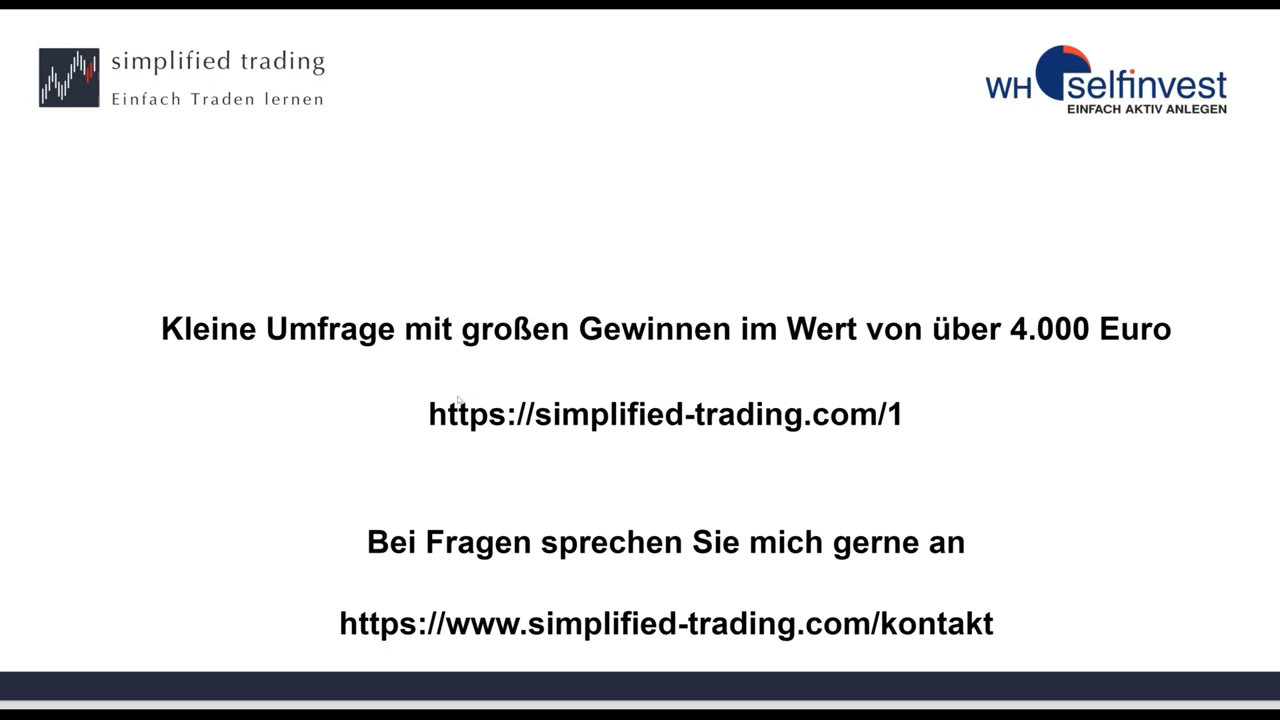 simplified trading
Einfach Traden lernen
WH selfinvest
EINFACH AKTIV ANLEGEN
Kleine Umfrage mit großen Gewinnen im Wert von über 4.000 Euro
https://simplified-trading.com/1
Bei Fragen sprechen Sie mich gerne an
https://www.simplified-trading.com/kontakt